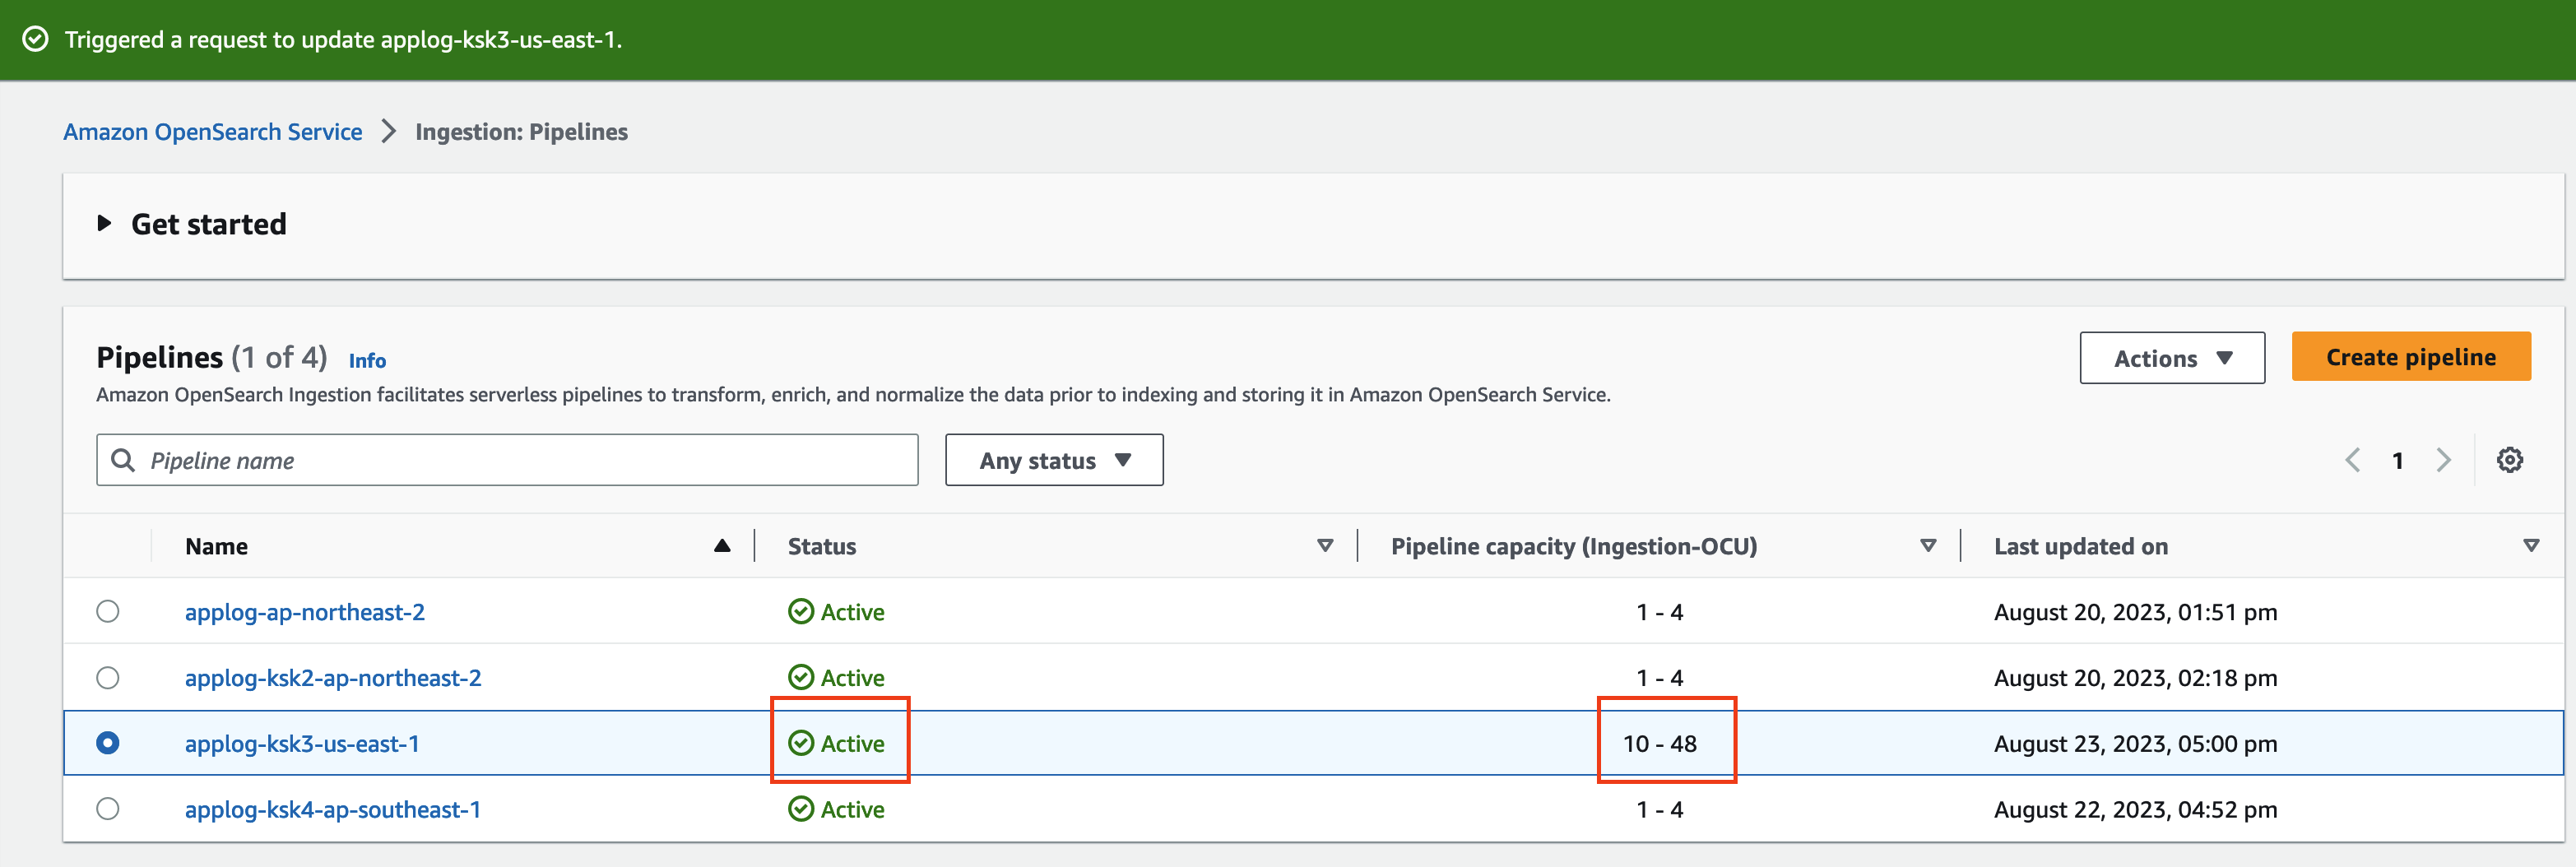 Triggered a request to update applog-ksk3-us-east-1.
Amazon OpenSearch Service > Ingestion: Pipelines
Get started
Pipelines (1 of 4) Info
Actions
Create pipeline
Amazon OpenSearch Ingestion facilitates serverless pipelines to transform, enrich, and normalize the data prior to indexing and storing it in Amazon OpenSearch Service.
Pipeline name
Any status
1
Name Status Pipeline capacity (Ingestion-OCU) Last updated on
applog-ap-northeast-2 Active 1 - 4 August 20, 2023, 01:51 pm
applog-ksk2-ap-northeast-2 Active 1 - 4 August 20, 2023, 02:18 pm
applog-ksk3-us-east-1 Active 10 - 48 August 23, 2023, 05:00 pm
applog-ksk4-ap-southeast-1 Active 1 - 4 August 22, 2023, 04:52 pm